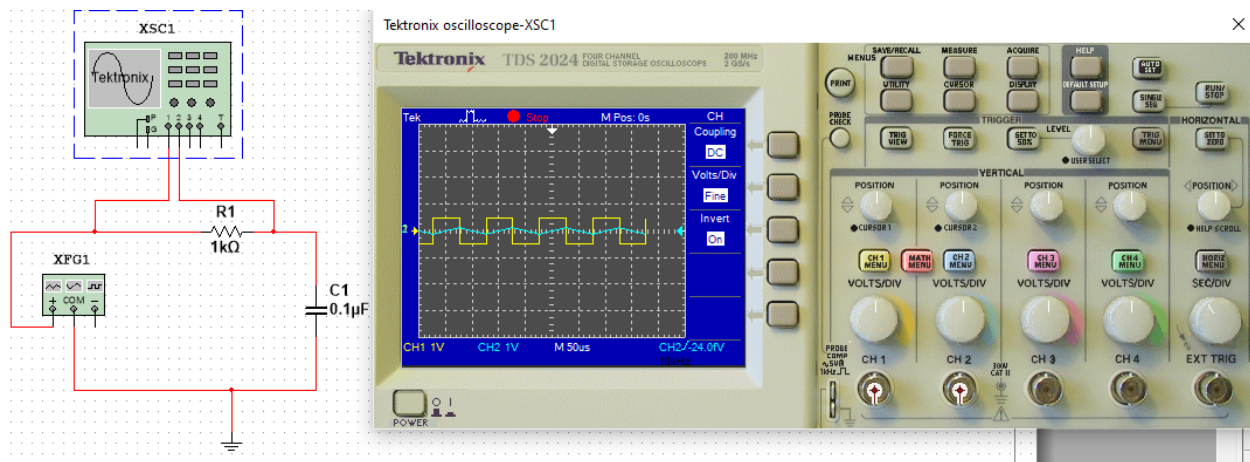 XSC1
Tektronix
P
G
1 2 3 4
T
R1
1kΩ
XFG1
+ COM −
C1
0.1µF
Tektronix oscilloscope-XSC1
Tektronix TDS 2024 FOUR CHANNEL
DIGITAL STORAGE OSCILLOSCOPE
200 MHz
2 GS/s
Tek
Stop
M Pos: 0s
CH
Coupling
DC
Volts/Div
Fine
Invert
On
CH1 1V
CH2 1V
M 50us
CH2
-24.0fV
10kHz
POWER
MENUS
SAVE/RECALL
MEASURE
ACQUIRE
HELP
AUTO
SET
PRINT
UTILITY
CURSOR
DISPLAY
DEFAULT SETUP
SINGLE
SEQ
RUN/
STOP
PROBE
CHECK
TRIGGER
HORIZONTAL
TRIG
VIEW
FORCE
TRIG
SET TO
50%
LEVEL
USER SELECT
TRIG
MENU
SET TO
ZERO
VERTICAL
POSITION
POSITION
POSITION
POSITION
POSITION
CURSOR 1
CURSOR 2
HELP SCROLL
CH 1
MENU
MATH
MENU
CH 2
MENU
CH 3
MENU
CH 4
MENU
HORIZ
MENU
VOLTS/DIV
VOLTS/DIV
VOLTS/DIV
VOLTS/DIV
SEC/DIV
PROBE
COMP
1kHz
CH 1
CH 2
300V
CAT II
CH 3
CH 4
EXT TRIG